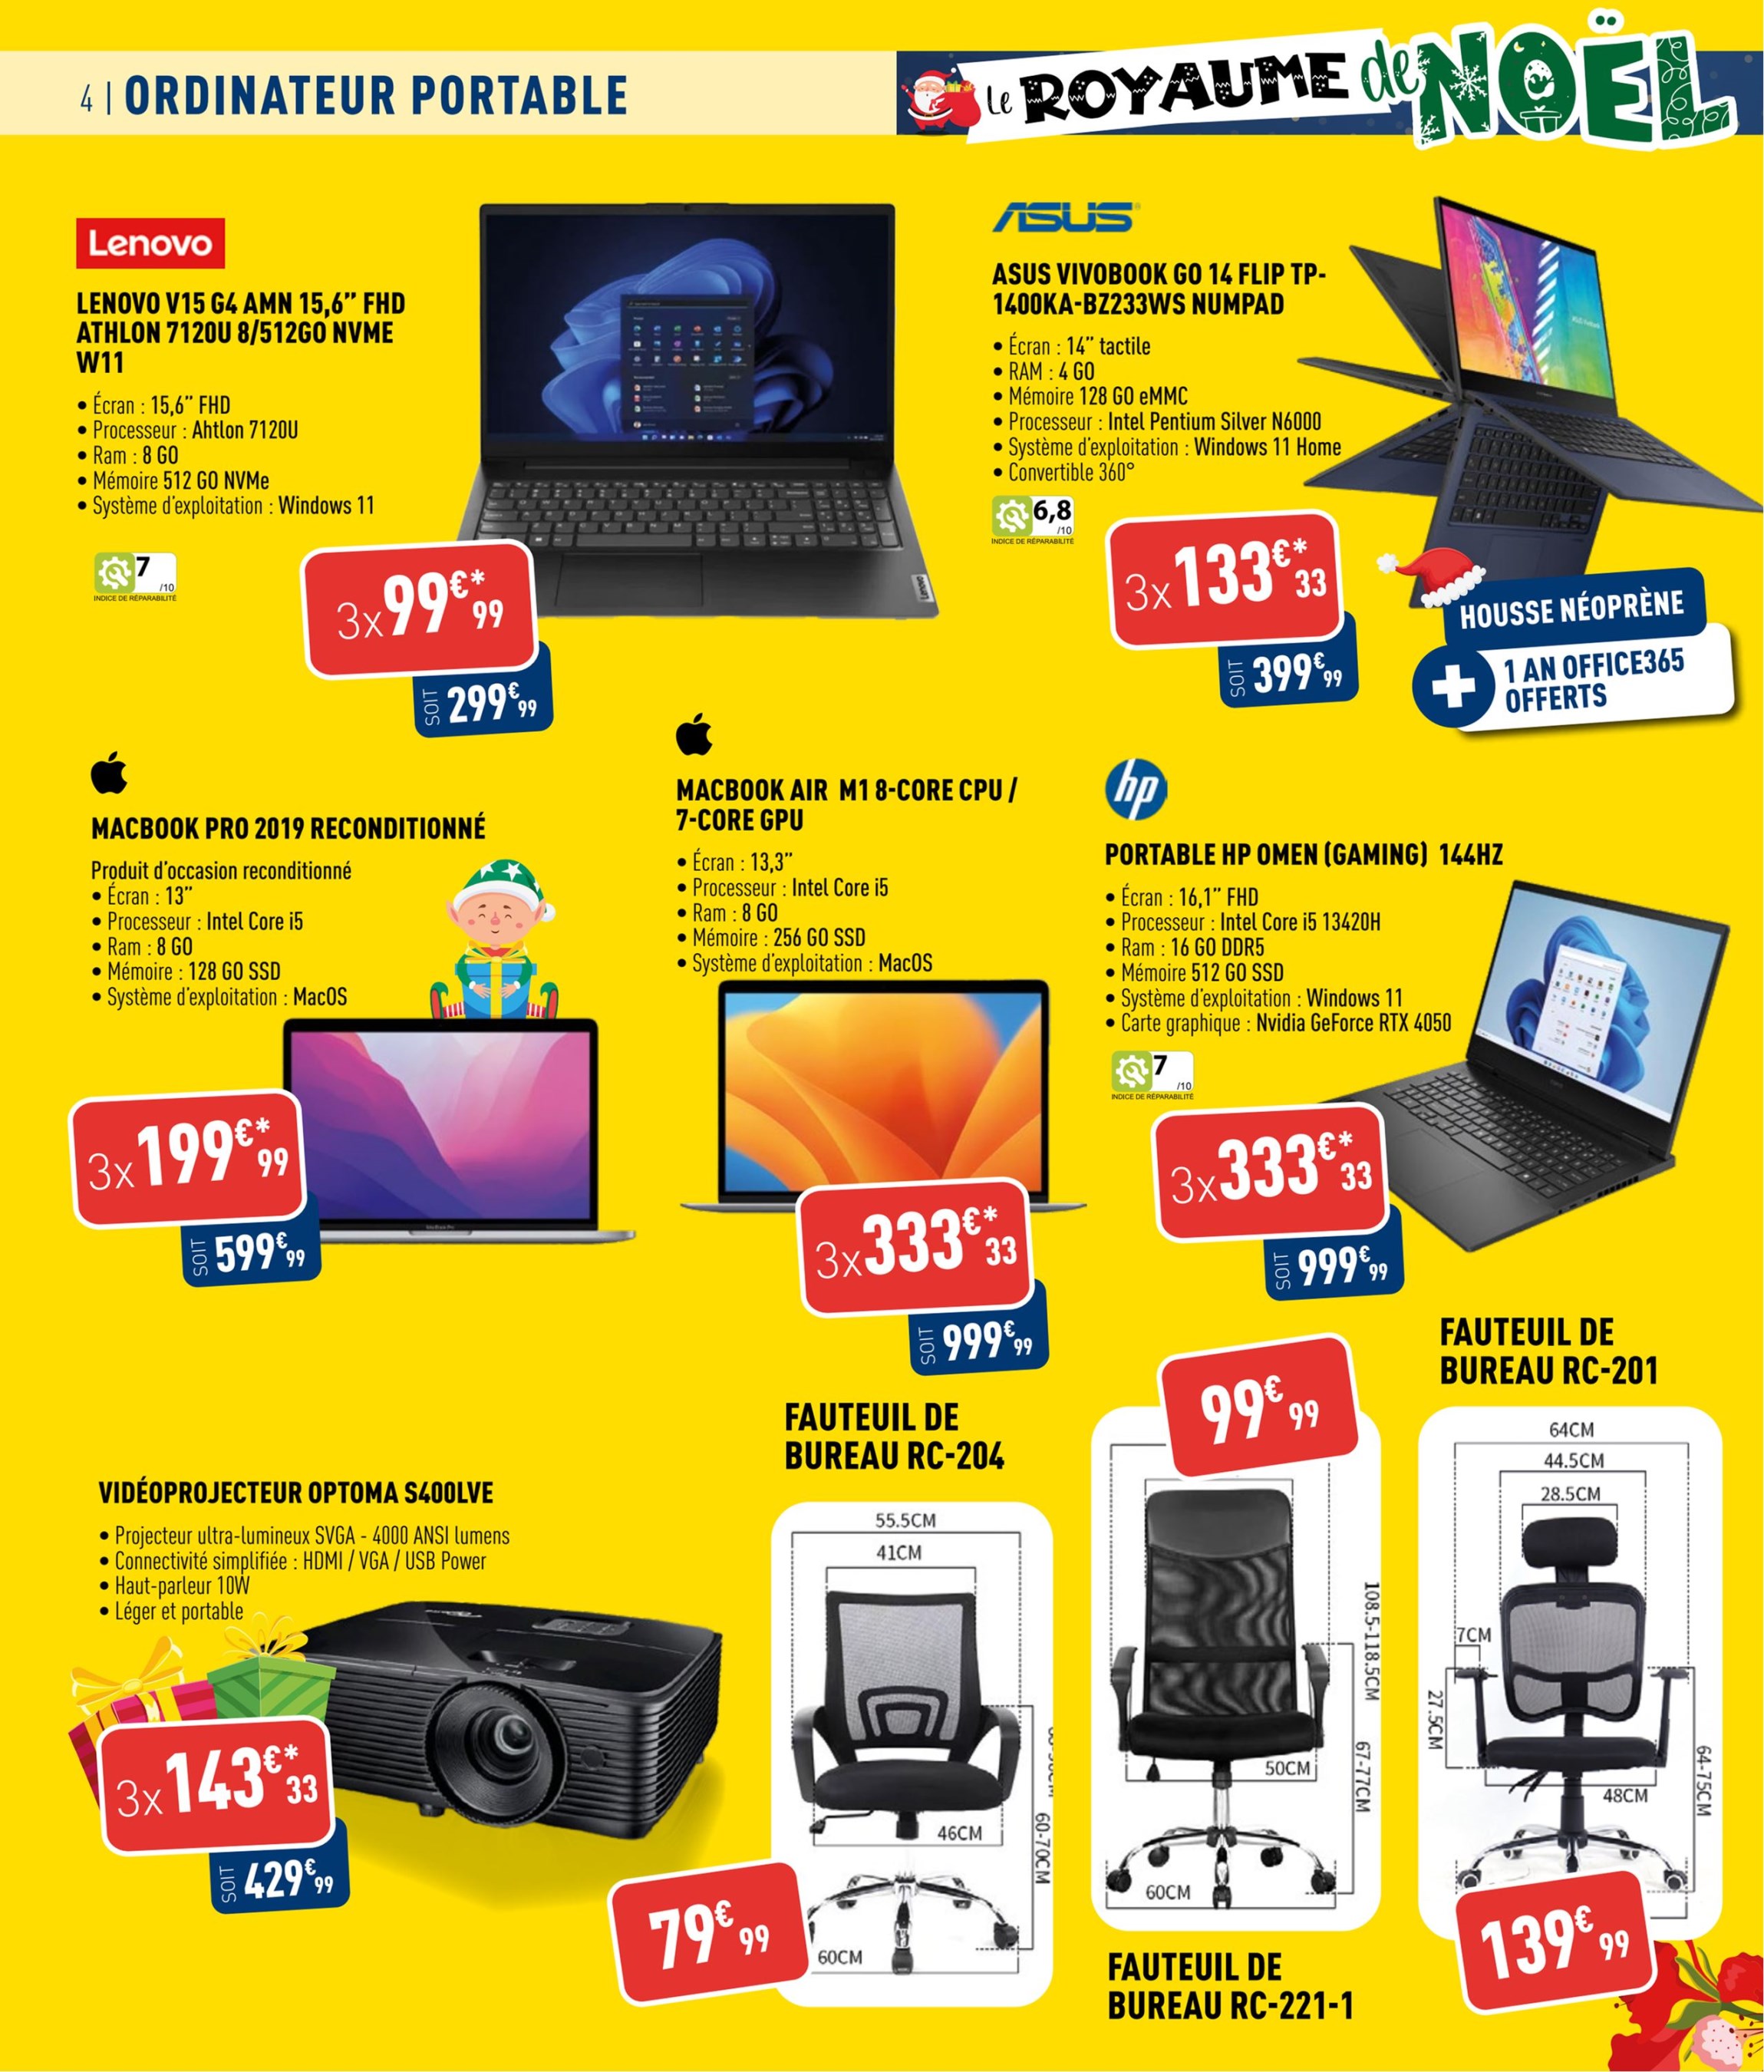 4 | ORDINATEUR PORTABLE
Le ROYAUME de NOËL
Lenovo
LENOVO V15 G4 AMN 15,6” FHD
ATHLON 7120U 8/512GO NVME
W11
• Écran : 15,6” FHD
• Processeur : Ahtlon 7120U
• Ram : 8 GO
• Mémoire 512 GO NVMe
• Système d’exploitation : Windows 11
7
/10
INDICE DE RÉPARABILITÉ
3x99€*99
SOIT 299€99
Lenovo
ASUS
ASUS VIVOBOOK GO 14 FLIP TP-
1400KA-BZ233WS NUMPAD
• Écran : 14” tactile
• RAM : 4 GO
• Mémoire 128 GO eMMC
• Processeur : Intel Pentium Silver N6000
• Système d’exploitation : Windows 11 Home
• Convertible 360°
6,8
/10
INDICE DE RÉPARABILITÉ
3x133€*33
SOIT 399€99
HOUSSE NÉOPRÈNE
+ 1 AN OFFICE365
OFFERTS
MACBOOK PRO 2019 RECONDITIONNÉ
Produit d’occasion reconditionné
• Écran : 13”
• Processeur : Intel Core i5
• Ram : 8 GO
• Mémoire : 128 GO SSD
• Système d’exploitation : MacOS
3x199€*99
SOIT 599€99
MacBook Pro
MACBOOK AIR M1 8-CORE CPU /
7-CORE GPU
• Écran : 13,3”
• Processeur : Intel Core i5
• Ram : 8 GO
• Mémoire : 256 GO SSD
• Système d’exploitation : MacOS
3x333€*33
SOIT 999€99
hp
PORTABLE HP OMEN (GAMING) 144HZ
• Écran : 16,1” FHD
• Processeur : Intel Core i5 13420H
• Ram : 16 GO DDR5
• Mémoire 512 GO SSD
• Système d’exploitation : Windows 11
• Carte graphique : Nvidia GeForce RTX 4050
7
/10
INDICE DE RÉPARABILITÉ
3x333€*33
SOIT 999€99
VIDÉOPROJECTEUR OPTOMA S400LVE
• Projecteur ultra-lumineux SVGA - 4000 ANSI lumens
• Connectivité simplifiée : HDMI / VGA / USB Power
• Haut-parleur 10W
• Léger et portable
3x143€*33
SOIT 429€99
FAUTEUIL DE
BUREAU RC-204
55.5CM
41CM
46CM
60-70CM
60CM
79€99
99€99
108.5-118.5CM
67-77CM
50CM
60CM
FAUTEUIL DE
BUREAU RC-221-1
FAUTEUIL DE
BUREAU RC-201
64CM
44.5CM
28.5CM
7CM
27.5CM
48CM
64-75CM
139€99